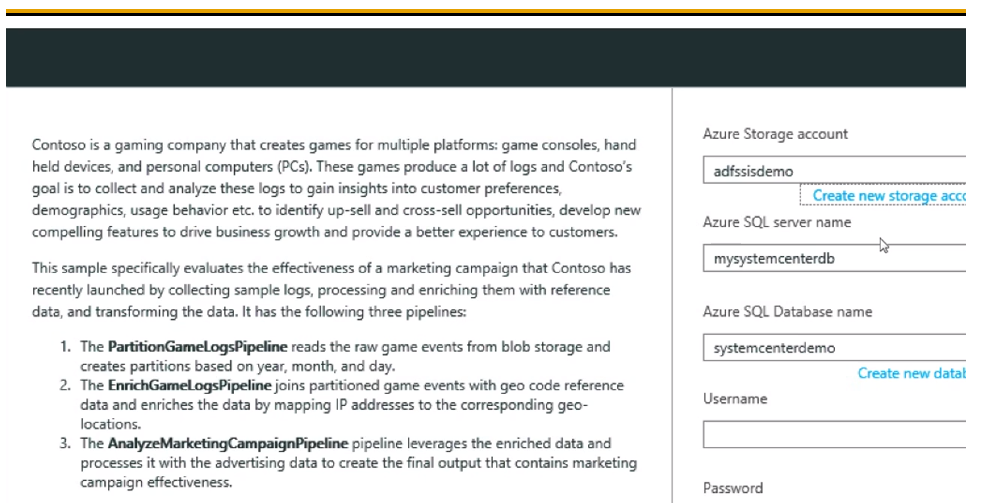 Contoso is a gaming company that creates games for multiple platforms: game consoles, hand
held devices, and personal computers (PCs). These games produce a lot of logs and Contoso's
goal is to collect and analyze these logs to gain insights into customer preferences,
demographics, usage behavior etc. to identify up-sell and cross-sell opportunities, develop new
compelling features to drive business growth and provide a better experience to customers.
This sample specifically evaluates the effectiveness of a marketing campaign that Contoso has
recently launched by collecting sample logs, processing and enriching them with reference
data, and transforming the data. It has the following three pipelines:
1. The PartitionGameLogsPipeline reads the raw game events from blob storage and
creates partitions based on year, month, and day.
2. The EnrichGameLogsPipeline joins partitioned game events with geo code reference
data and enriches the data by mapping IP addresses to the corresponding geo-
locations.
3. The AnalyzeMarketingCampaignPipeline pipeline leverages the enriched data and
processes it with the advertising data to create the final output that contains marketing
campaign effectiveness.
Azure Storage account
adfssisdemo
Create new storage acco
Azure SQL server name
mysystemcenterdb
Azure SQL Database name
systemcenterdemo
Create new datab
Username
Password